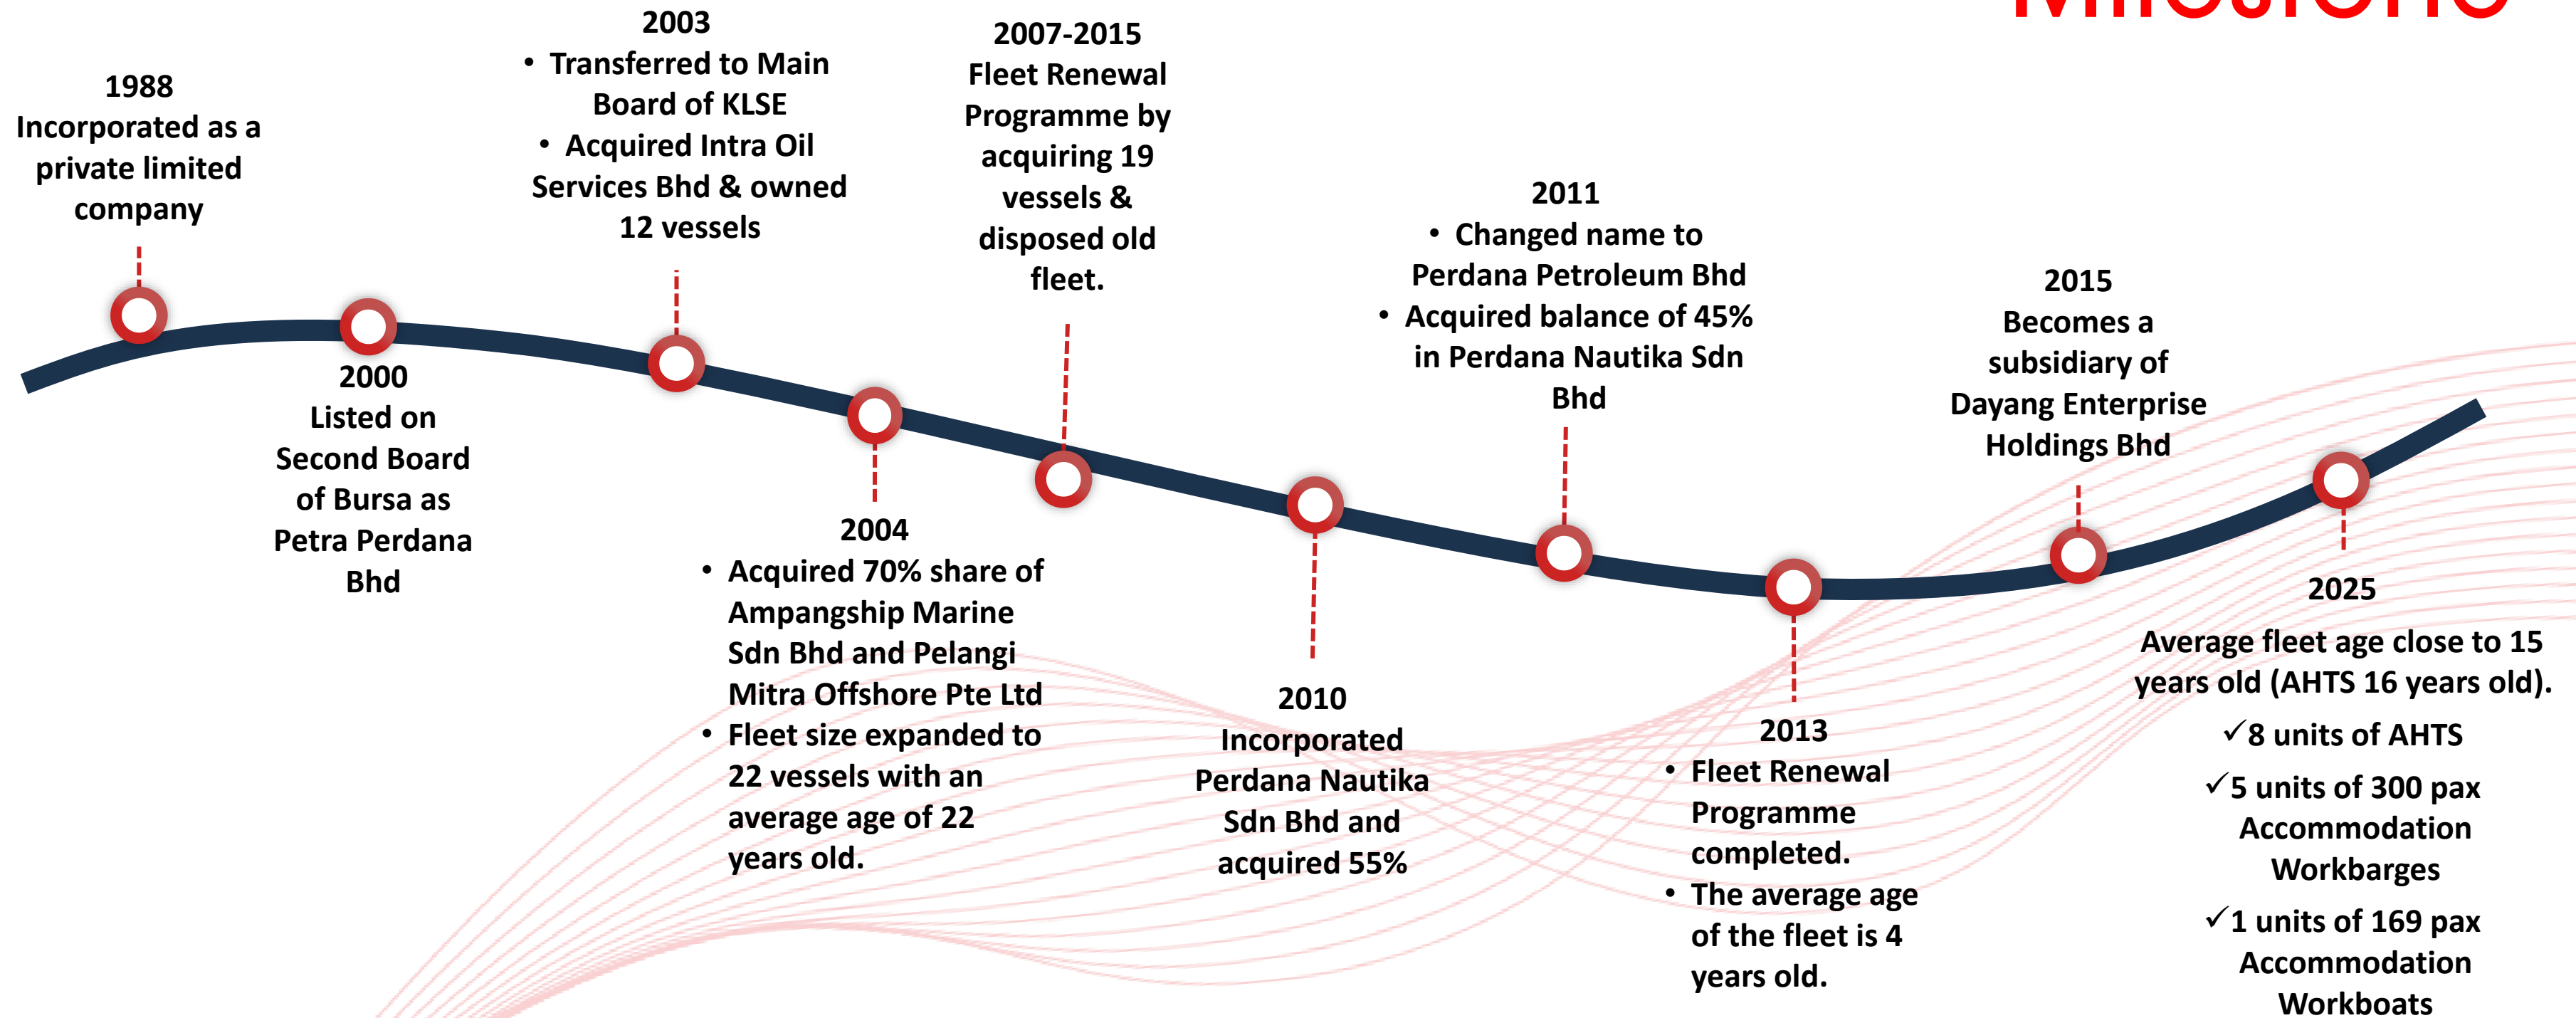 Milestone
1988
Incorporated as a
private limited
company
2000
Listed on
Second Board
of Bursa as
Petra Perdana
Bhd
2003
• Transferred to Main
Board of KLSE
• Acquired Intra Oil
Services Bhd & owned
12 vessels
2004
• Acquired 70% share of
Ampangship Marine
Sdn Bhd and Pelangi
Mitra Offshore Pte Ltd
• Fleet size expanded to
22 vessels with an
average age of 22
years old.
2007-2015
Fleet Renewal
Programme by
acquiring 19
vessels &
disposed old
fleet.
2010
Incorporated
Perdana Nautika
Sdn Bhd and
acquired 55%
2011
• Changed name to
Perdana Petroleum Bhd
• Acquired balance of 45%
in Perdana Nautika Sdn
Bhd
2013
• Fleet Renewal
Programme
completed.
• The average age
of the fleet is 4
years old.
2015
Becomes a
subsidiary of
Dayang Enterprise
Holdings Bhd
2025
Average fleet age close to 15
years old (AHTS 16 years old).
✓8 units of AHTS
✓5 units of 300 pax
Accommodation
Workbarges
✓1 units of 169 pax
Accommodation
Workboats